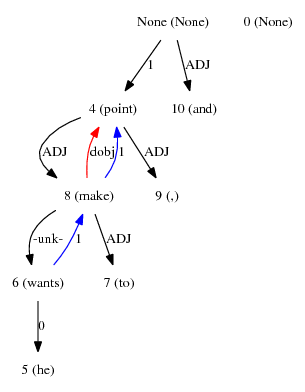 None (None) 0 (None)
1 ADJ
4 (point) 10 (and)
ADJ dobj 1 ADJ
8 (make) 9 (,)
-unk- 1 ADJ
6 (wants) 7 (to)
0
5 (he)